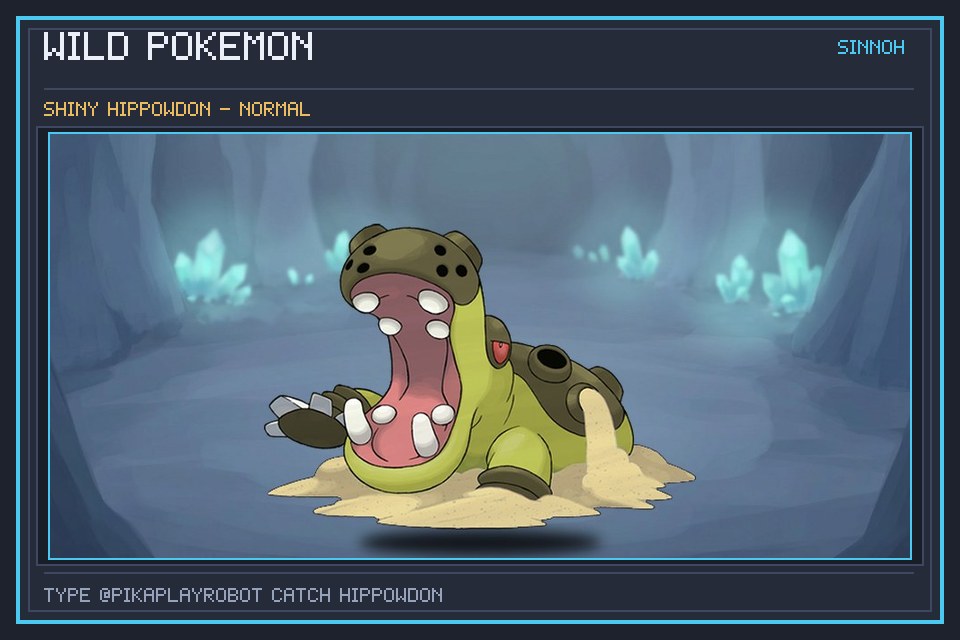 WILD POKEMON
SINNOH
SHINY HIPPOWDON - NORMAL
TYPE @PIKAPLAYROBOT CATCH HIPPOWDON